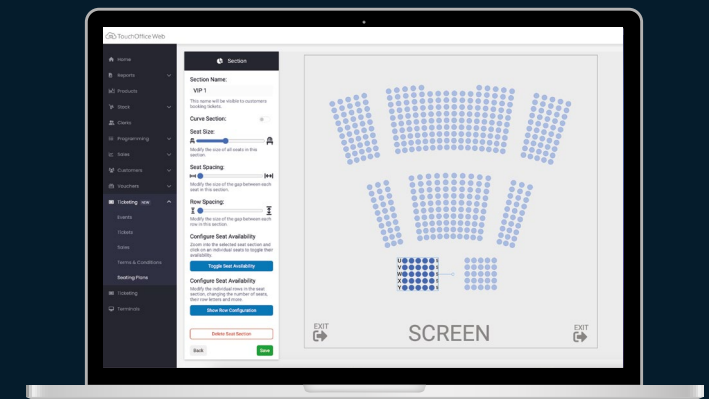 TouchOffice Web
Home
Reports
Products
Stock
Clerks
Programming
Sales
Customers
Vouchers
Ticketing NEW
Events
Tickets
Sales
Terms & Conditions
Seating Plans
Ticketing
Terminals
Section
Section Name:
VIP 1
This name will be visible to customers
booking tickets.
Curve Section:
Seat Size:
Modify the size of all seats in this
section.
Seat Spacing:
Modify the size of the gap between each
seat in this section.
Row Spacing:
Modify the size of the gap between each
row in this section.
Configure Seat Availability
Zoom into the selected seat section and
click on an individual seats to toggle their
availability.
Toggle Seat Availability
Configure Seat Availability
Modify the individual rows in the seat
section, changing the number of seats,
their row letters and more.
Show Row Configuration
Delete Seat Section
Back
Save
U
V
W
X
Y
EXIT
SCREEN
EXIT